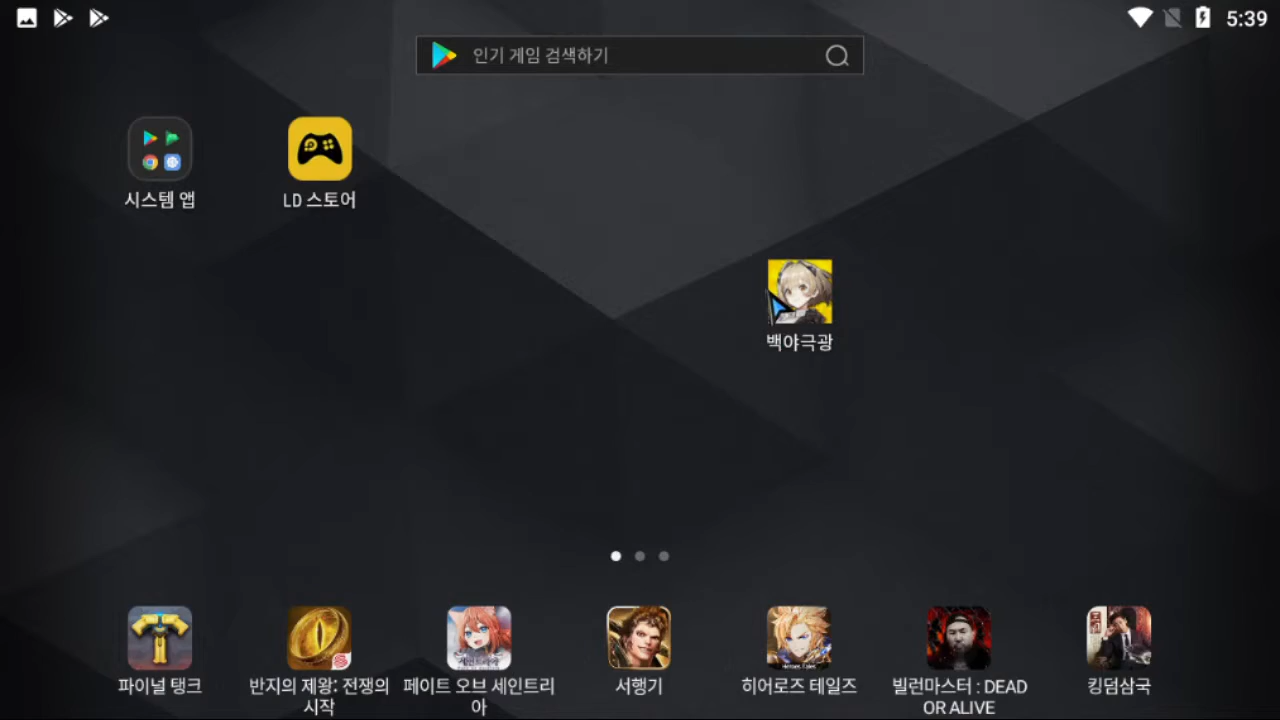 5:39
인기 게임 검색하기
시스템 앱
LD 스토어
백야극광
파이널 탱크
반지의 제왕: 전쟁의
시작
페이트 오브 세인트리
아
서행기
Heroes Tales
히어로즈 테일즈
빌런마스터 : DEAD
OR ALIVE
킹덤삼국